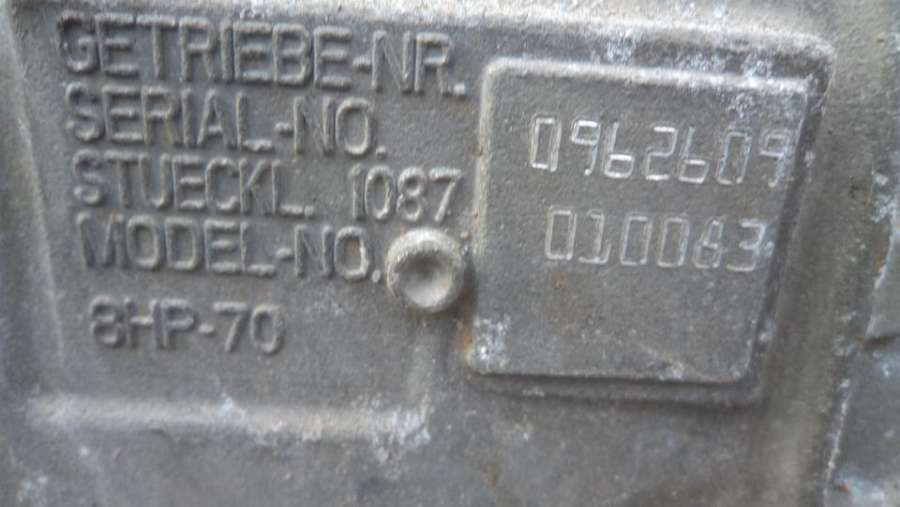 GETRIEBE-NR.
SERIAL-NO.
0962609
STUECKL. 1087
MODEL-NO.
010083
8HP-70